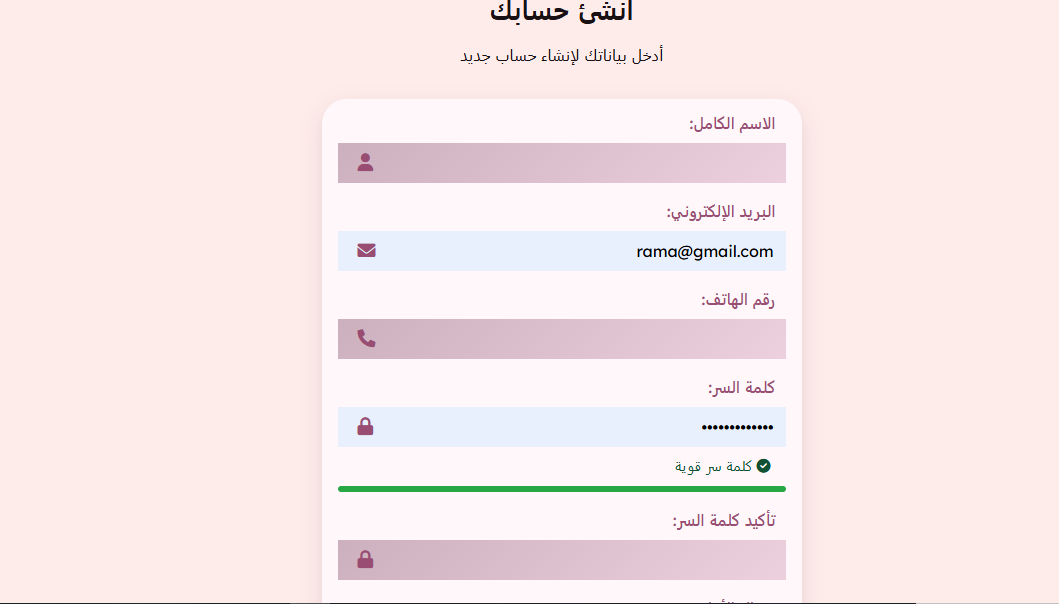 أنشئ حسابك
أدخل بياناتك لإنشاء حساب جديد
الاسم الكامل:
البريد الإلكتروني:
rama@gmail.com
رقم الهاتف:
كلمة السر:
•••••••••••••
كلمة سر قوية
تأكيد كلمة السر: